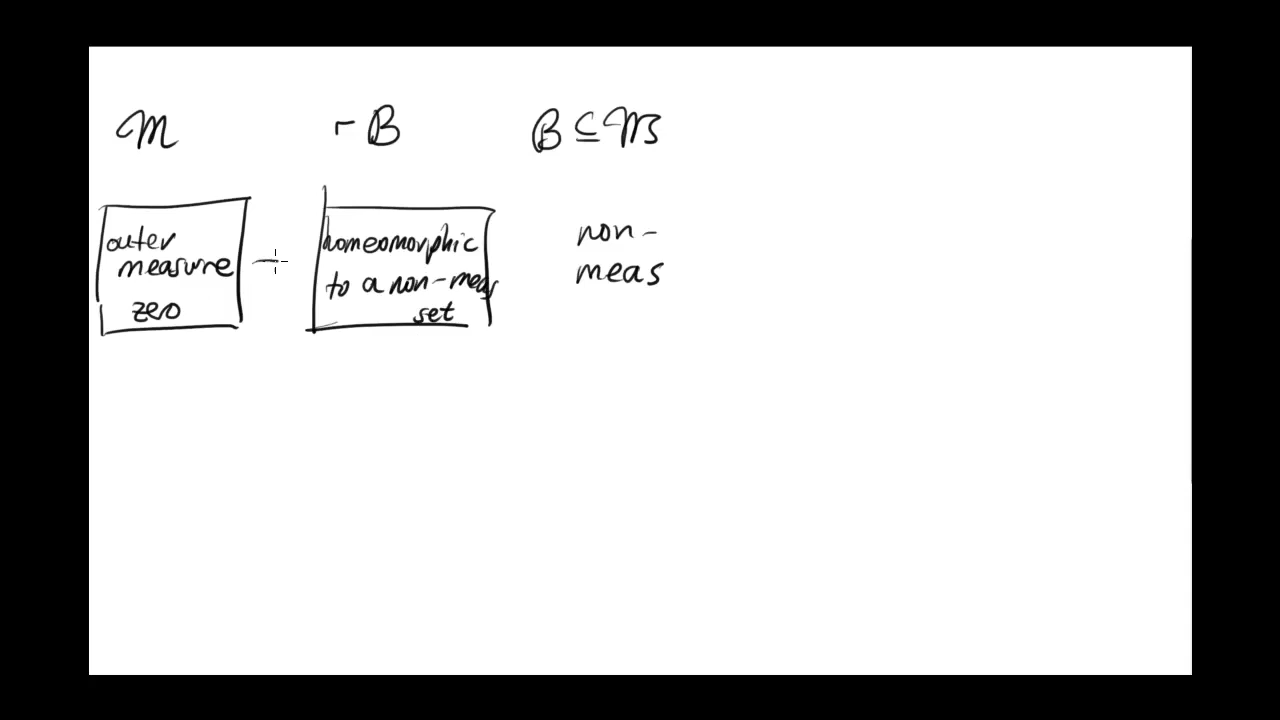 M ¬ B B ⊆ M
outer
measure
zero
homeomorphic
to a non-meas
set
non-
meas